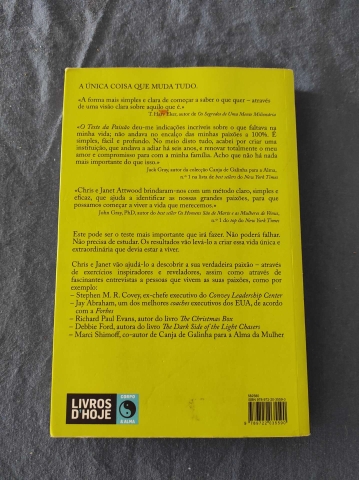 A ÚNICA COISA QUE MUDA TUDO.
«A forma mais simples e clara de começar a saber o que quer – através
de uma visão clara sobre aquilo que é.»
T. Harv Eker, autor de Os Segredos de Uma Mente Milionária
«O Teste da Paixão deu-me indicações incríveis sobre o que faltava na
minha vida; não andava no encalço das minhas paixões a 100%. É
simples, fácil e profundo. No meio disto tudo, acabei por criar uma
instituição, que andava a adiar há seis anos, e renovar totalmente o meu
anos e compromisso para com a minha família. Acho que não há nada
mais importante do que isso.»
Jack Canfield, autor da colecção Canja de Galinha para a Alma,
n.º 1 na lista de best sellers do New York Times
«Chris e Janet Attwood brindaram-nos com um método claro, simples e
eficaz, que ajuda a identificar as nossas grandes paixões, para que
possamos começar a viver a vida que merecemos.»
John Gray, PhD, autor do best seller Os Homens São de Marte e as Mulheres de Vénus,
n.º 1 do top do New York Times
Este pode ser o teste mais importante que irá fazer. Não poderá falhar.
Não precisa de estudar. Os resultados vão levá-lo a criar essa vida única e
extraordinária que devia estar a viver.
Chris e Janet vão ajudá-lo a descobrir a sua verdadeira paixão – através
de exercícios inspirados e reveladores, assim como através de
fascinantes entrevistas a pessoas que vivem as suas paixões, como por
exemplo:
– Stephen M. R. Covey, ex-chefe executivo do Convey Leadership Center
– Jay Abraham, um dos melhores coaches executivos dos EUA, de acordo
com a Forbes
– Richard Paul Evans, autor do livro The Christmas Box
– Debbie Ford, autora do livro The Dark Side of the Light Chasers
– Marci Shimoff, co-autor de Canja de Galinha para a Alma da Mulher
LIVROS
D'HOJE
CORPO
& ALMA